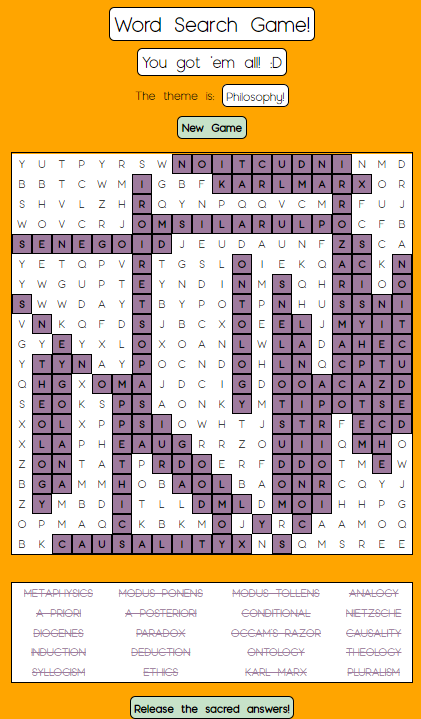 Word Search Game!
You got 'em all! :D
The theme is: Philosophy!
New Game
Y U T P Y R S W N O I T C U D N I N M D
B B T C W M I G B F K A R L M A R X O R
S H V L Z H R Q Y N P Q Q V C M R F U J
W O V C R J O M S I L A R U L P O C F B
S E N E G O I D J E U D A U N F Z S C A
Y E T Q P V R T G S L O I E K Q A C K N
Y W G U P T E Y N D I N M S Q H R I O O
S W W D A Y T B Y P O T P N H U S S N I
V N K Q F D S J B C X O E E L J M Y I T
G Y E Y X L O X O A N L W L A D A H E C
Y T Y N A Y P O C N D O H L N Q C P T U
Q H G X O M A J D C I G D O O A C A Z D
S E O K S P S A O N K Y M T I P O T S E
X O L X P P S I O W H T J S T R F E C D
X L A P H E A U G R R Z O U I I Q M H O
Z O N T A T P R D O E R F D D O T M E W
B G A M M H O B A O L B A O N R C Q Y J
Z Y M B D I T L L D M L D M O I H H P G
O P M A Q C K B K M O J Y R C A A M O Q
B K C A U S A L I T Y X N S Q M S R E E
METAPHYSICS MODUS PONENS MODUS TOLLENS ANALOGY
A PRIORI A POSTERIORI CONDITIONAL NIETZSCHE
DIOGENES PARADOX OCCAM'S RAZOR CAUSALITY
INDUCTION DEDUCTION ONTOLOGY THEOLOGY
SYLLOGISM ETHICS KARL MARX PLURALISM
Release the sacred answers!